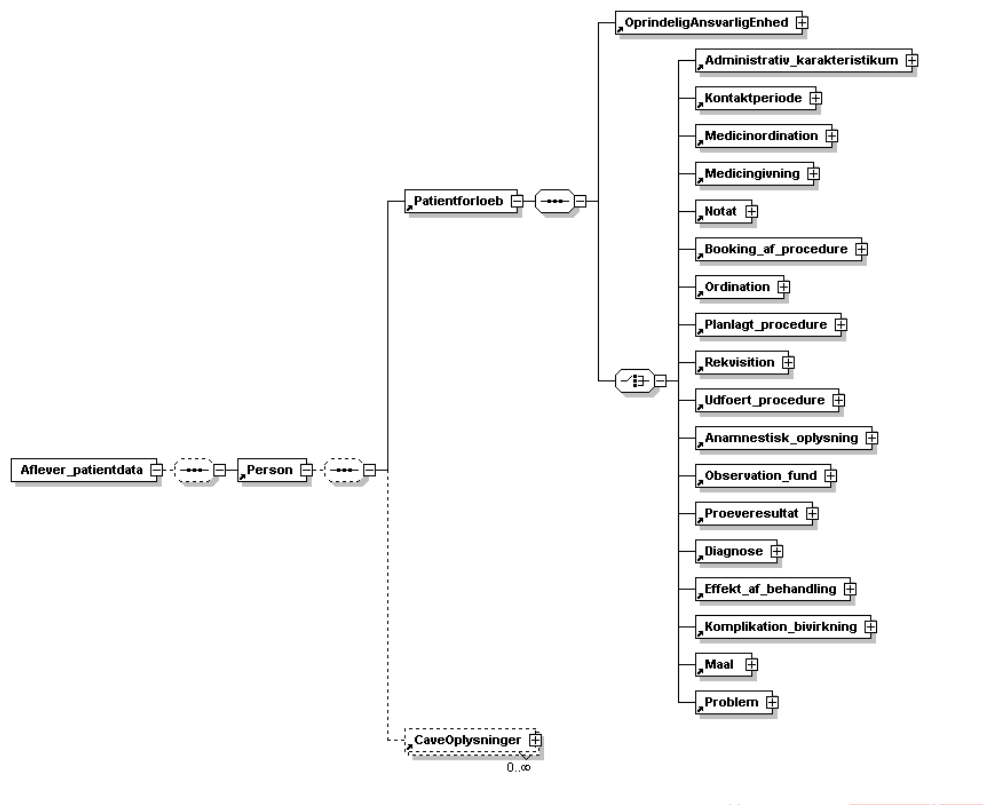 OprindeligAnsvarligEnhed
Administrativ_karakteristikum
Kontaktperiode
Medicinordination
Medicingivning
Patientforloeb
Notat
Booking_af_procedure
Ordination
Planlagt_procedure
Rekvisition
Udfoert_procedure
Anamnestisk_oplysning
Aflever_patientdata
Person
Observation_fund
Proeveresultat
Diagnose
Effekt_af_behandling
Komplikation_bivirkning
Maal
Problem
CaveOplysninger
0..∞